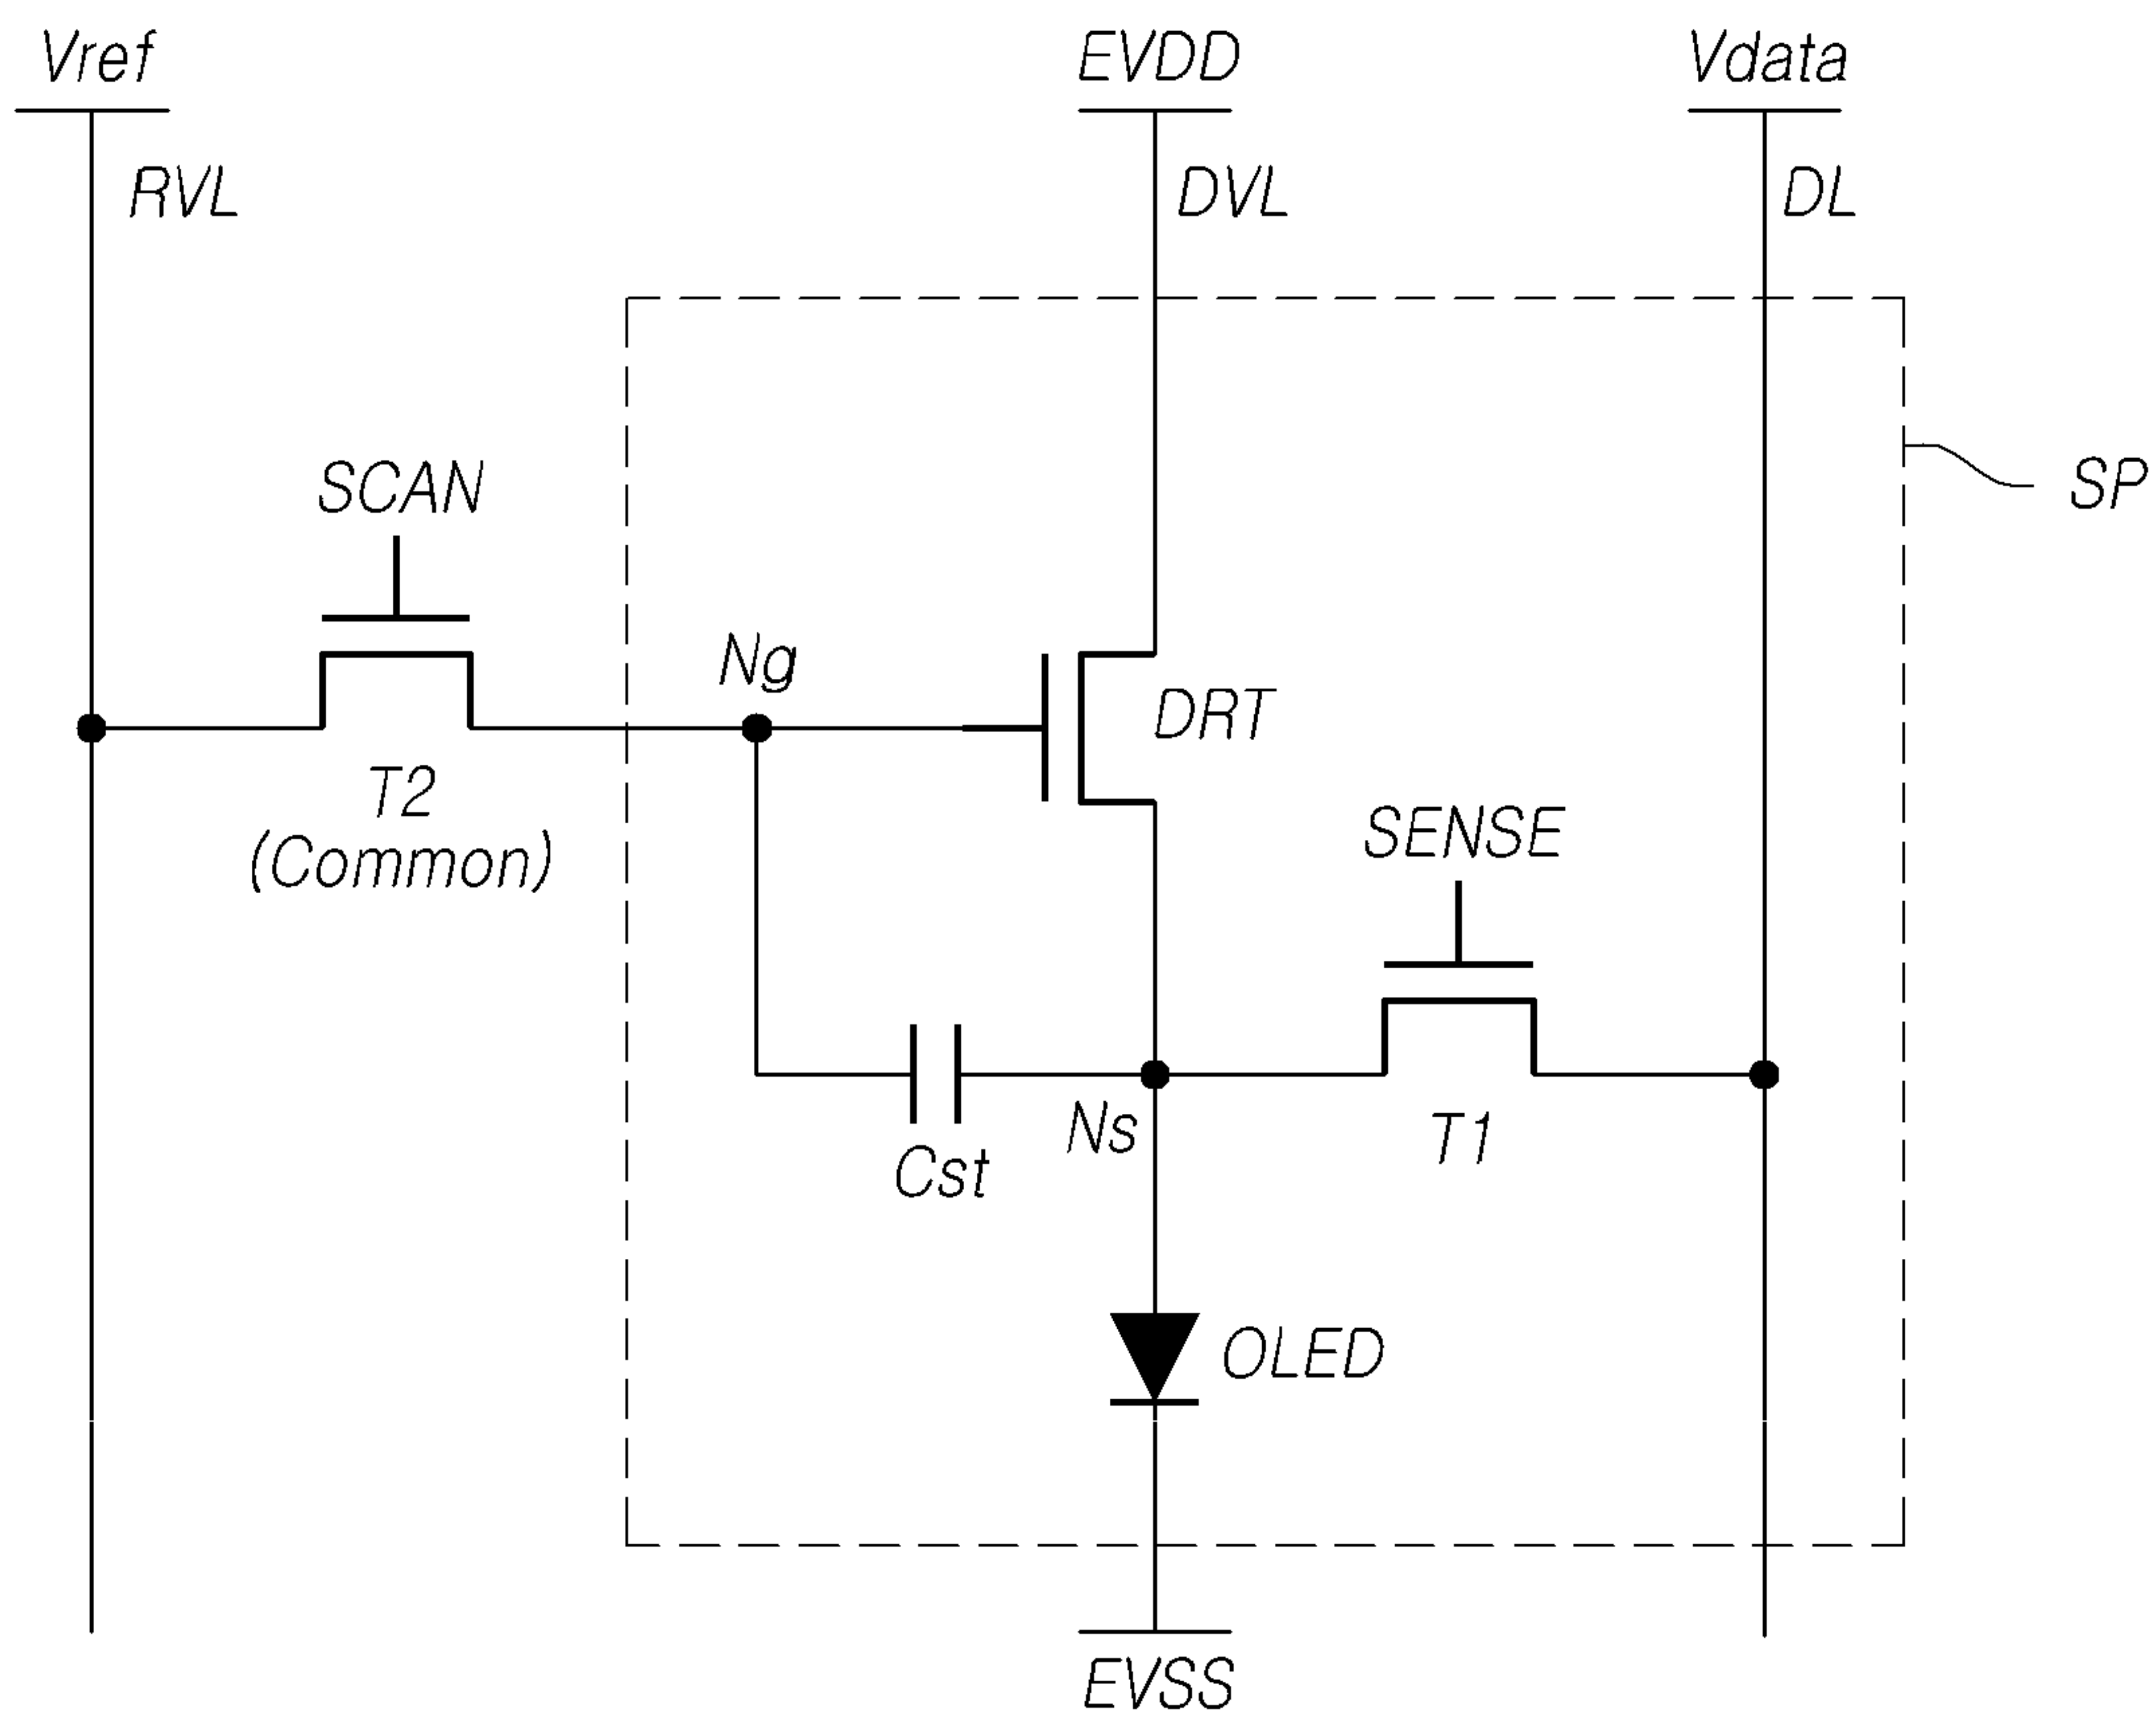 Vref
EVDD
Vdata
RVL
DVL
DL
SCAN
SP
Ng
DRT
T2
(Common)
SENSE
Ns
T1
Cst
OLED
EVSS